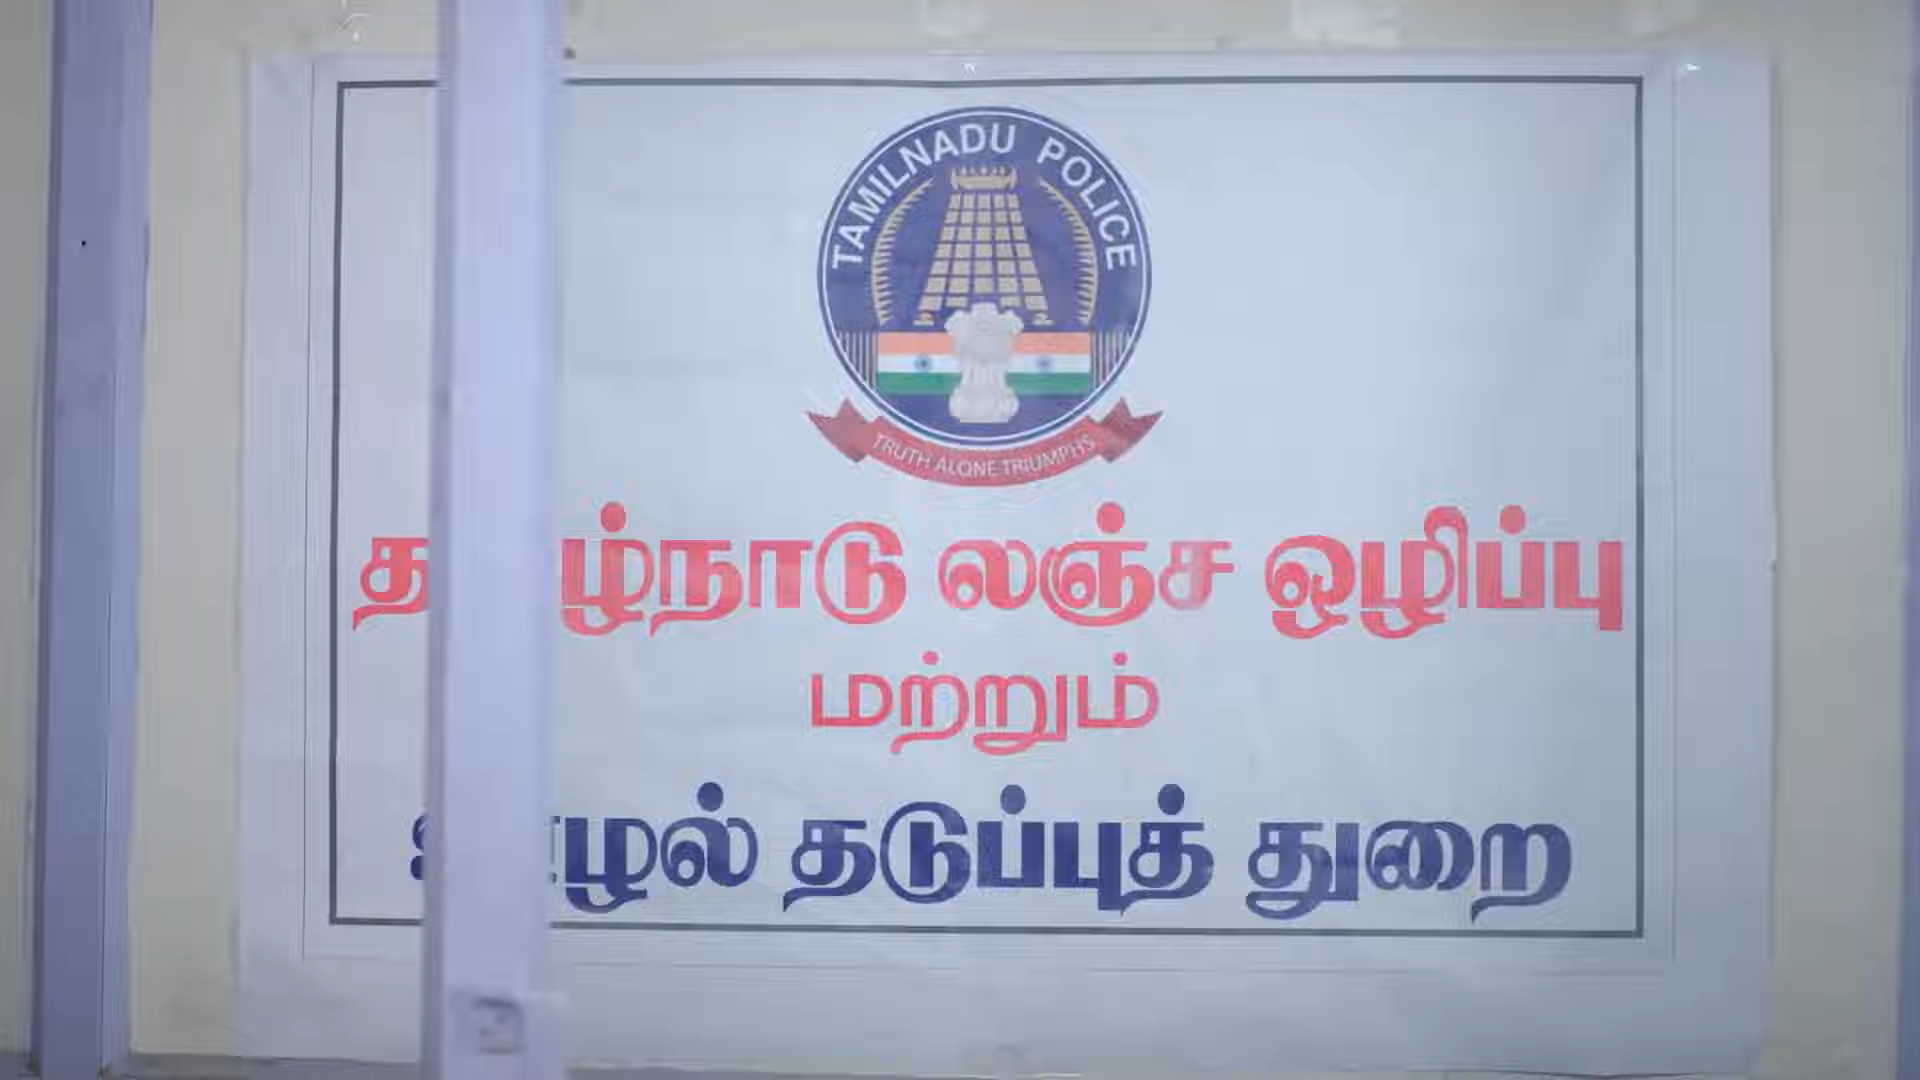 TAMILNADU POLICE
TRUTH ALONE TRIUMPHS
லஞ்ச ஒழிப்பு
மற்றும்
தடுப்புத் துறை